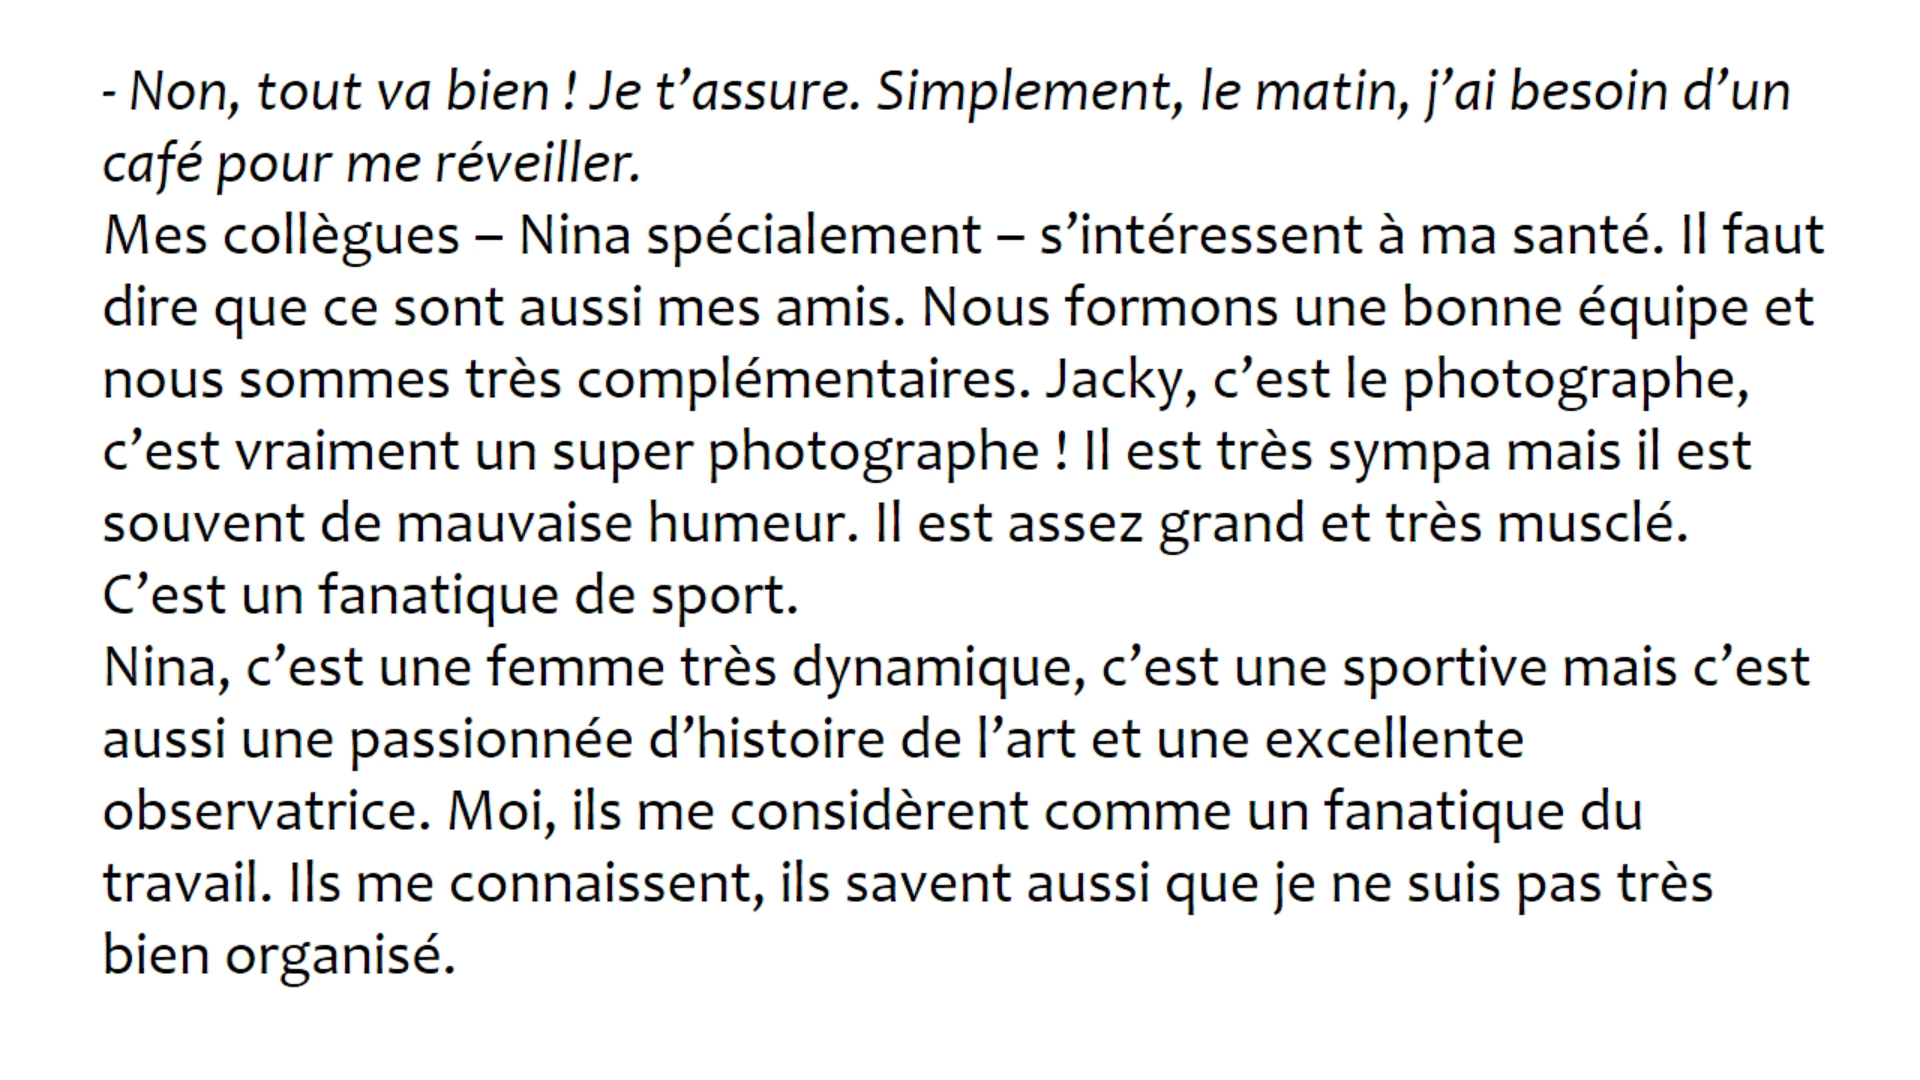 - Non, tout va bien ! Je t’assure. Simplement, le matin, j’ai besoin d’un
café pour me réveiller.
Mes collègues – Nina spécialement – s’intéressent à ma santé. Il faut
dire que ce sont aussi mes amis. Nous formons une bonne équipe et
nous sommes très complémentaires. Jacky, c’est le photographe,
c’est vraiment un super photographe ! Il est très sympa mais il est
souvent de mauvaise humeur. Il est assez grand et très musclé.
C’est un fanatique de sport.
Nina, c’est une femme très dynamique, c’est une sportive mais c’est
aussi une passionnée d’histoire de l’art et une excellente
observatrice. Moi, ils me considèrent comme un fanatique du
travail. Ils me connaissent, ils savent aussi que je ne suis pas très
bien organisé.